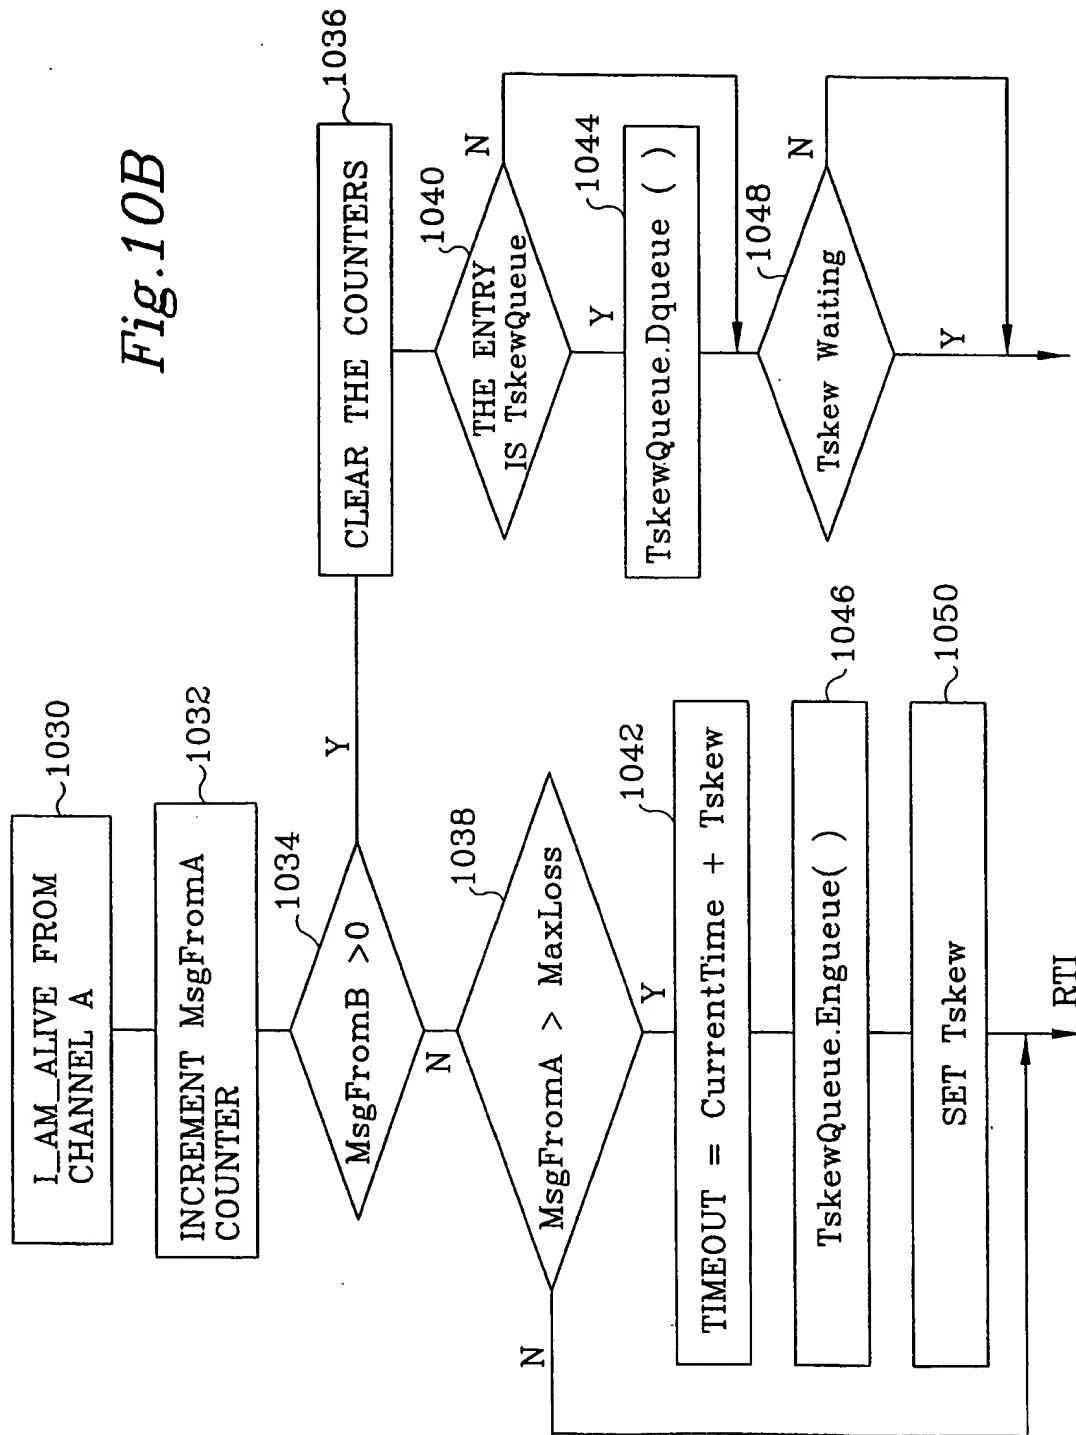 Fig.10B
I_AM_ALIVE FROM
CHANNEL A
1030
INCREMENT MsgFromA
COUNTER
1032
MsgFromB >0
1034
Y
N
CLEAR THE COUNTERS
1036
MsgFromA > MaxLoss
1038
N
Y
THE ENTRY
IS TskewQueue
1040
N
Y
TIMEOUT = CurrentTime + Tskew
1042
TskewQueue.Dqueue ( )
1044
TskewQueue.Engueue( )
1046
Tskew Waiting
1048
N
Y
SET Tskew
1050
RTI